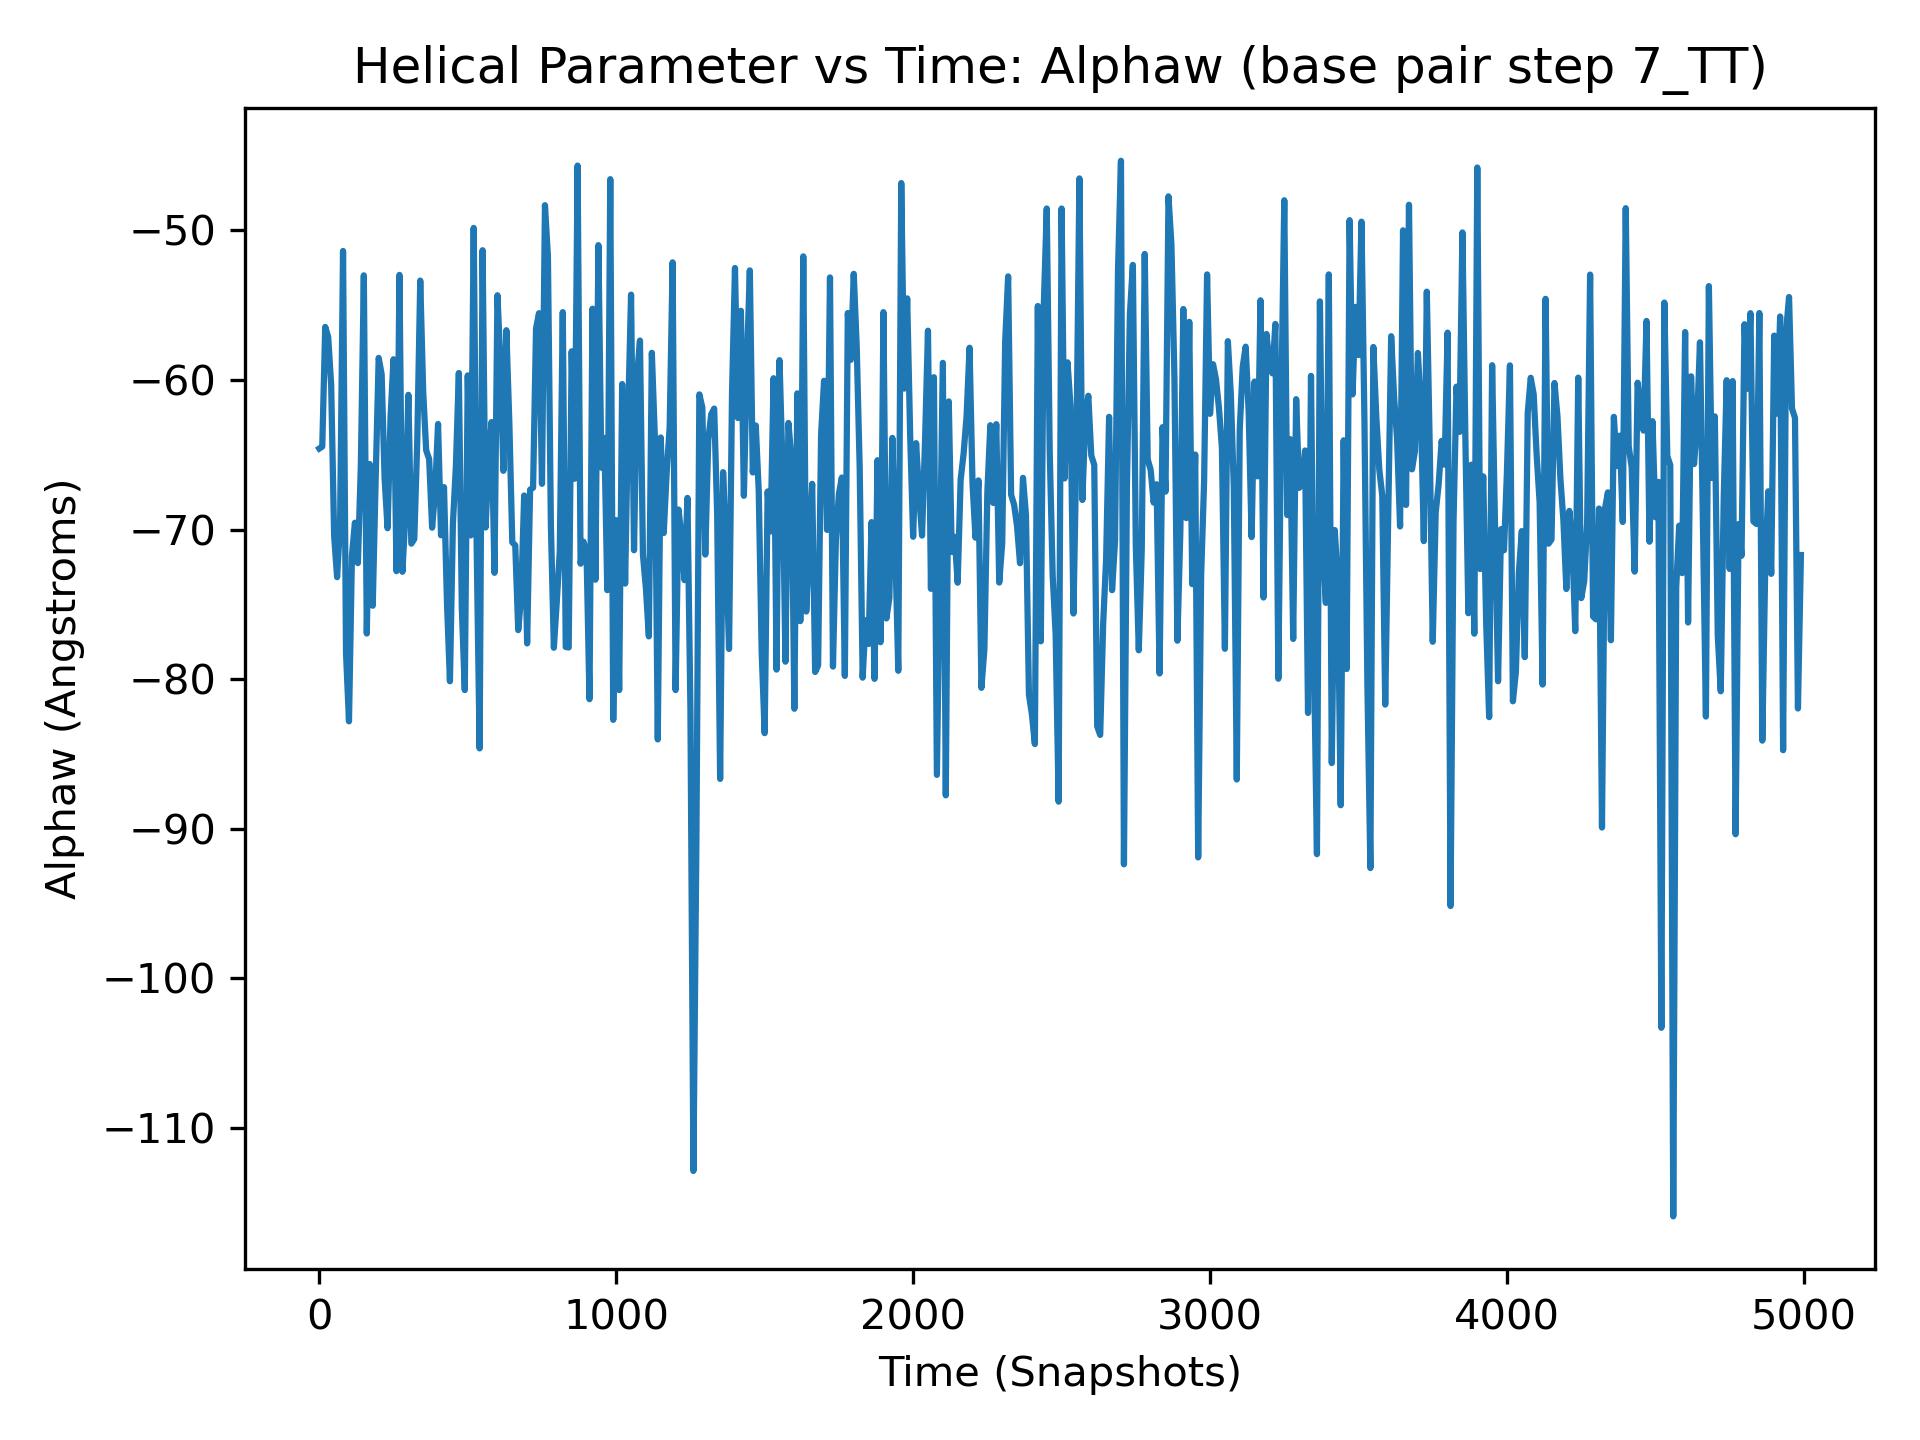 Helical Parameter vs Time: Alphaw (base pair step 7_TT)
Alphaw (Angstroms)
−50
−60
−70
−80
−90
−100
−110
0 1000 2000 3000 4000 5000
Time (Snapshots)